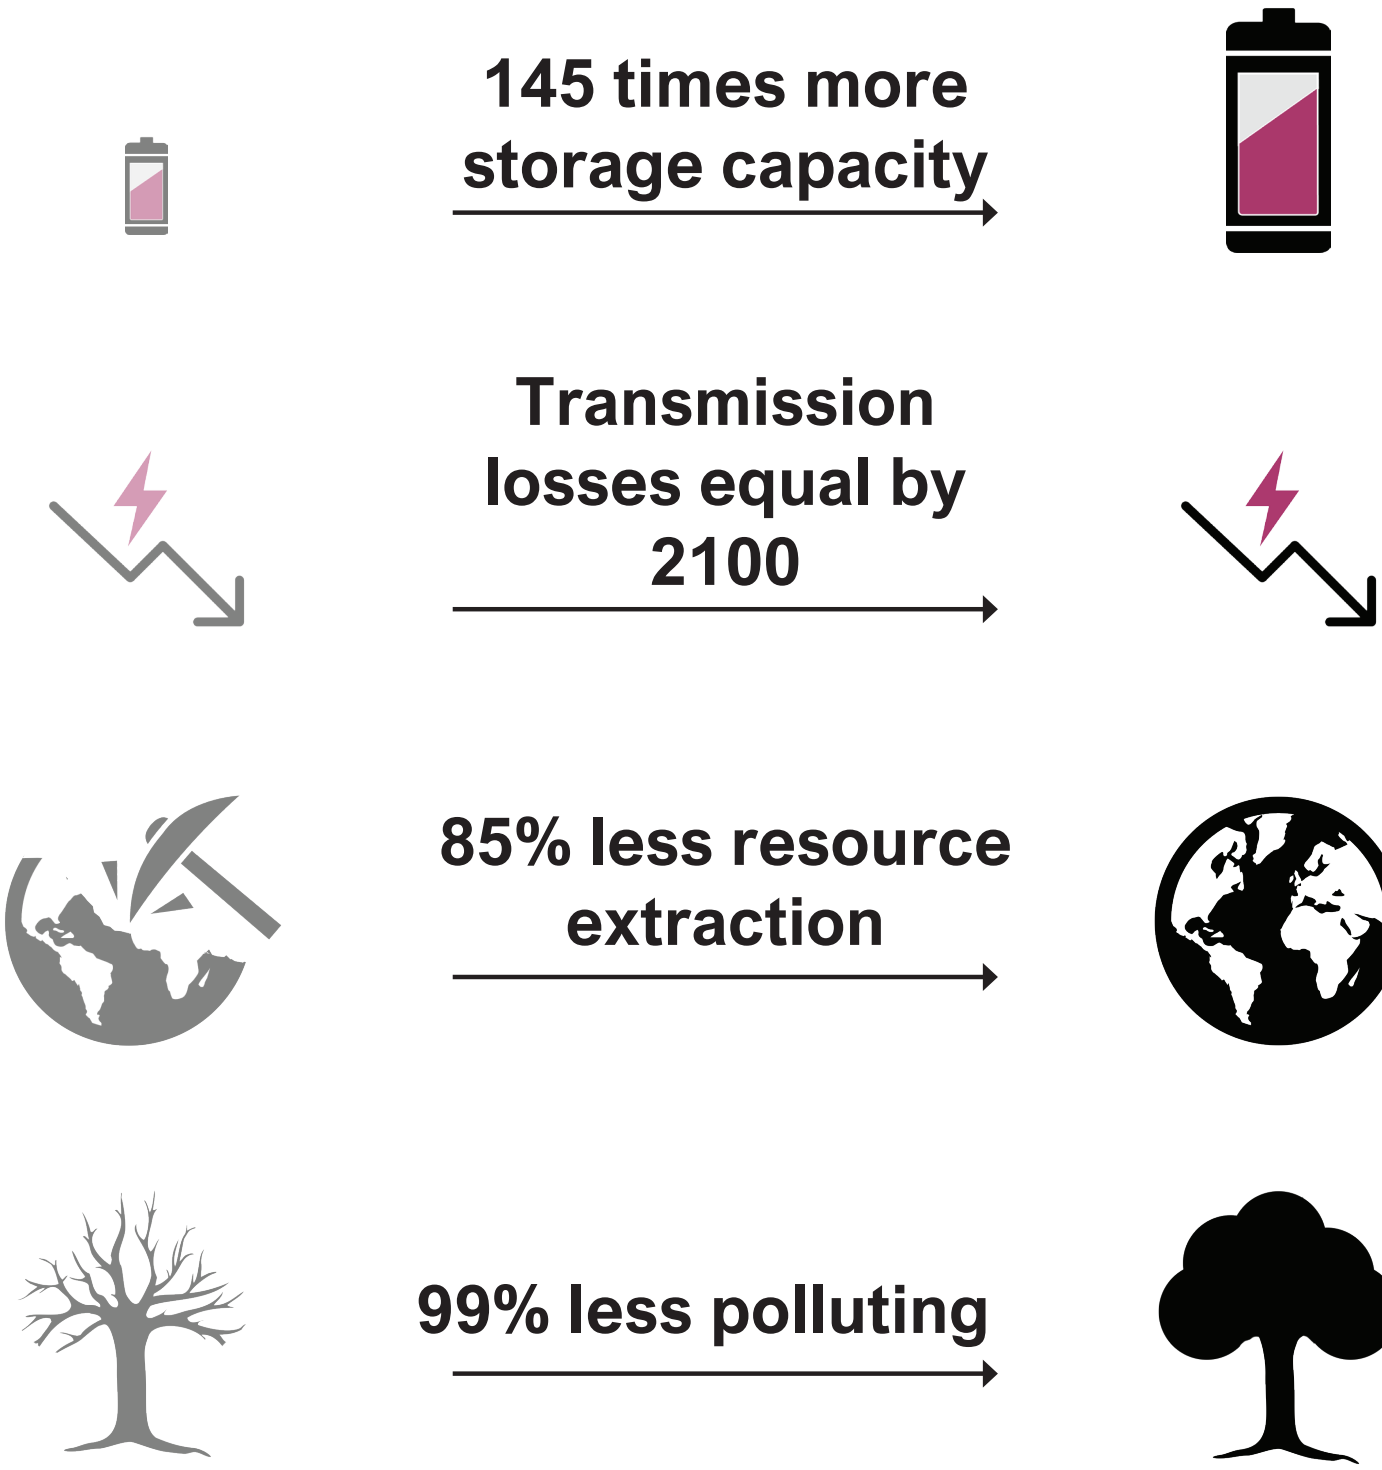 145 times more
storage capacity
Transmission
losses equal by
2100
85% less resource
extraction
99% less polluting